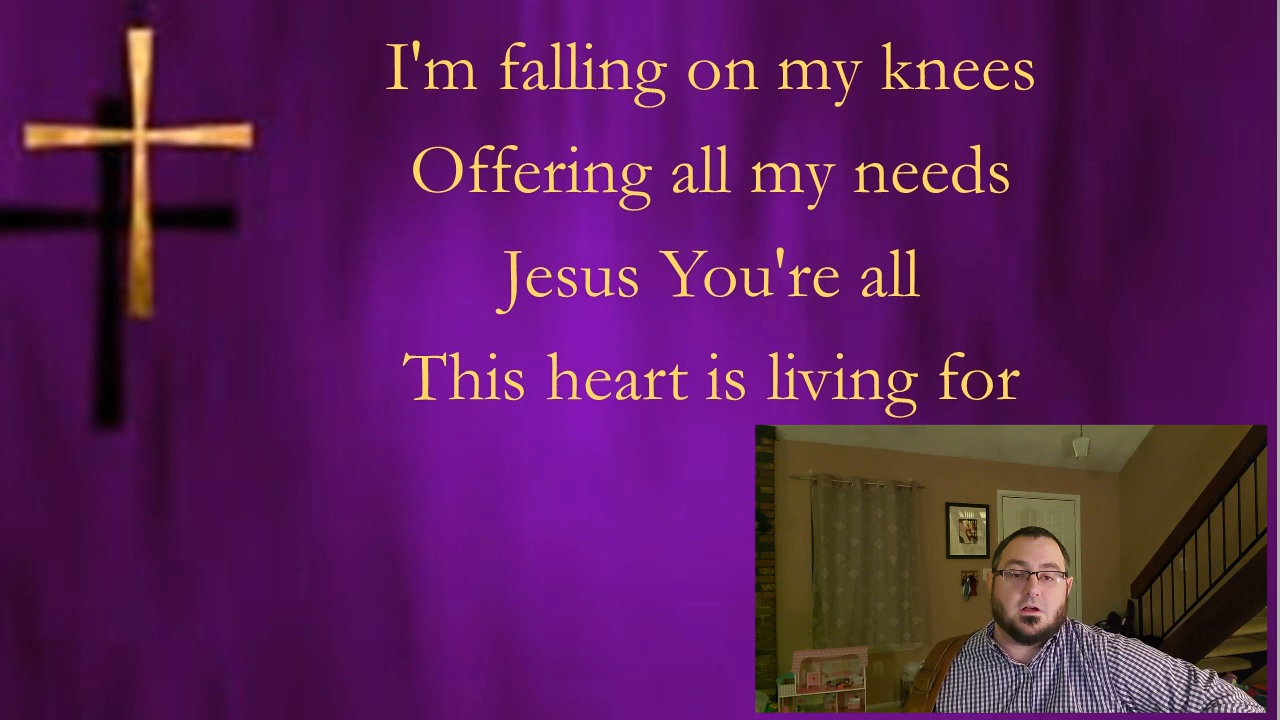 I'm falling on my knees
Offering all my needs
Jesus You're all
This heart is living for